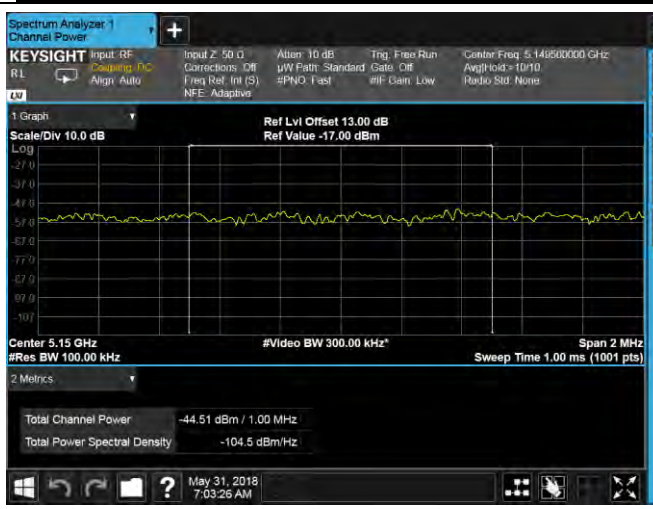 Spectrum Analyzer 1
Channel Power
KEYSIGHT Input: RF Input Z: 50 Ω Atten: 10 dB Trig: Free Run Center Freq: 5.149500000 GHz
RL Coupling: DC Corrections: Off µW Path: Standard Gate: Off Avg|Hold:>10/10
Align: Auto Freq Ref: Int (S) #PNO: Fast #IF Gain: Low Radio Std: None
LXI NFE: Adaptive
1 Graph
Ref Lvl Offset 13.00 dB
Scale/Div 10.0 dB Ref Value -17.00 dBm
Log
-27.0
-37.0
-47.0
-57.0
-67.0
-77.0
-87.0
-97.0
-107
Center 5.15 GHz #Video BW 300.00 kHz* Span 2 MHz
#Res BW 100.00 kHz Sweep Time 1.00 ms (1001 pts)
2 Metrics
Total Channel Power -44.51 dBm / 1.00 MHz
Total Power Spectral Density -104.5 dBm/Hz
? May 31, 2018
7:03:26 AM